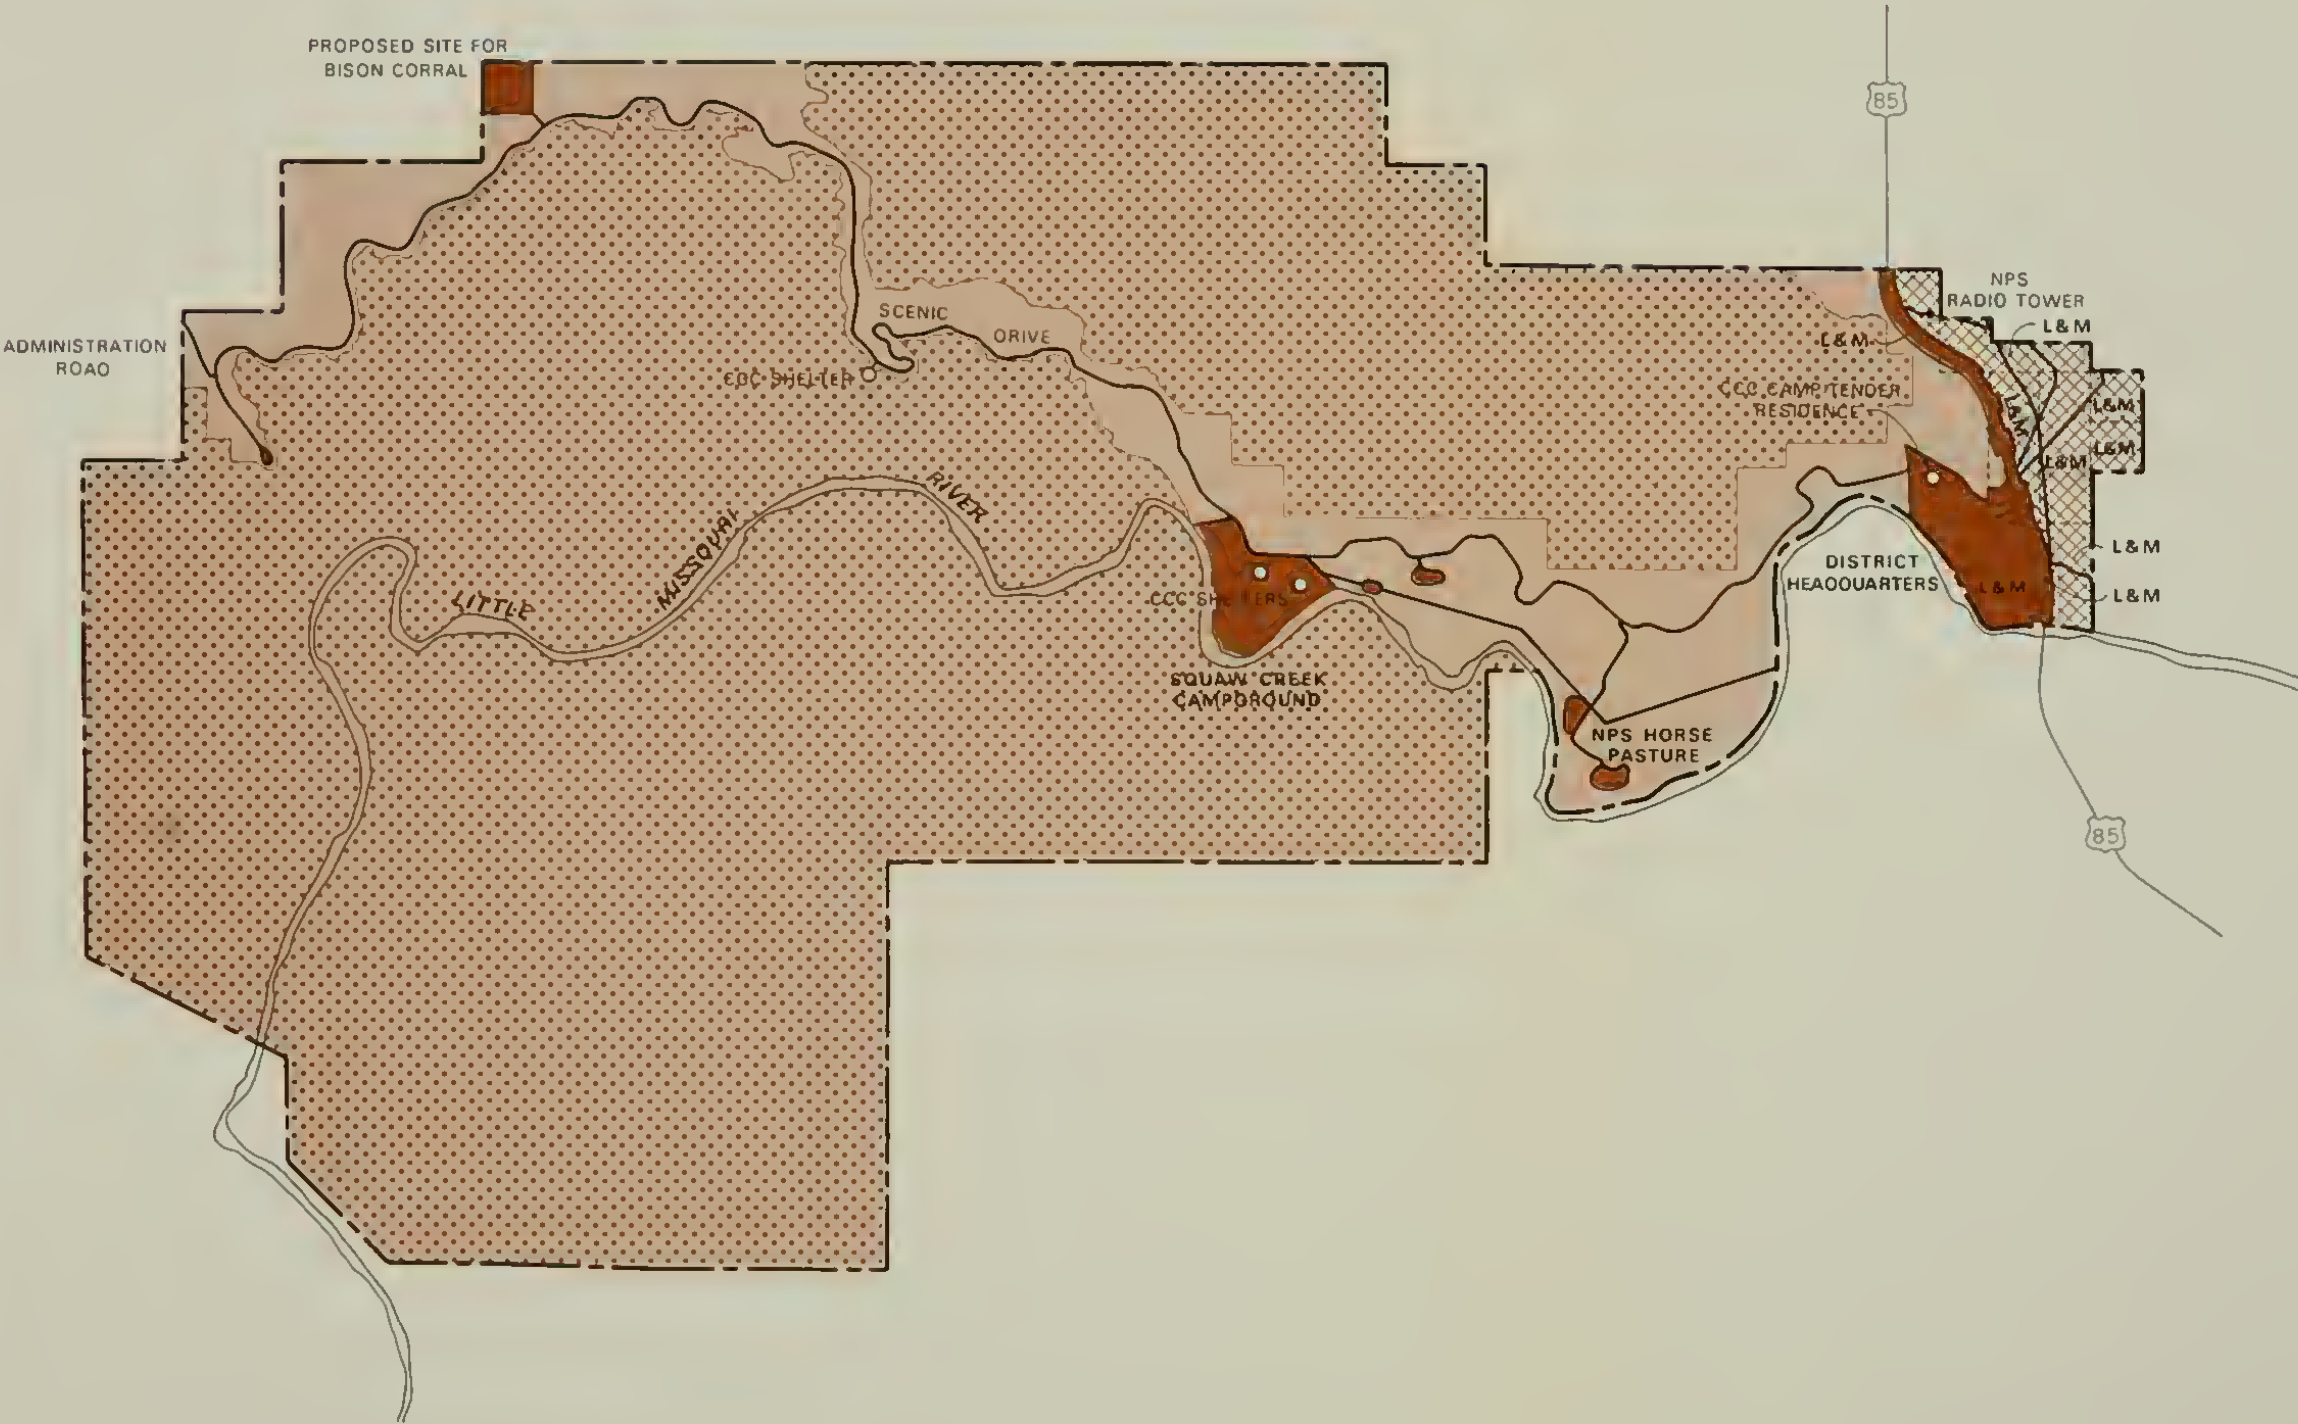 PROPOSED SITE FOR
BISON CORRAL
85
NPS
RADIO TOWER
L&M
L&M
SCENIC
DRIVE
ADMINISTRATION
ROAD
CCC SHELTER
CCC CAMP TENDER
RESIDENCE
L&M
L&M
L&M
L&M
LITTLE
MISSOURI
RIVER
L&M
DISTRICT
HEADQUARTERS
L&M
L&M
CCC SHELTERS
SQUAW CREEK
CAMPGROUND
NPS HORSE
PASTURE
85